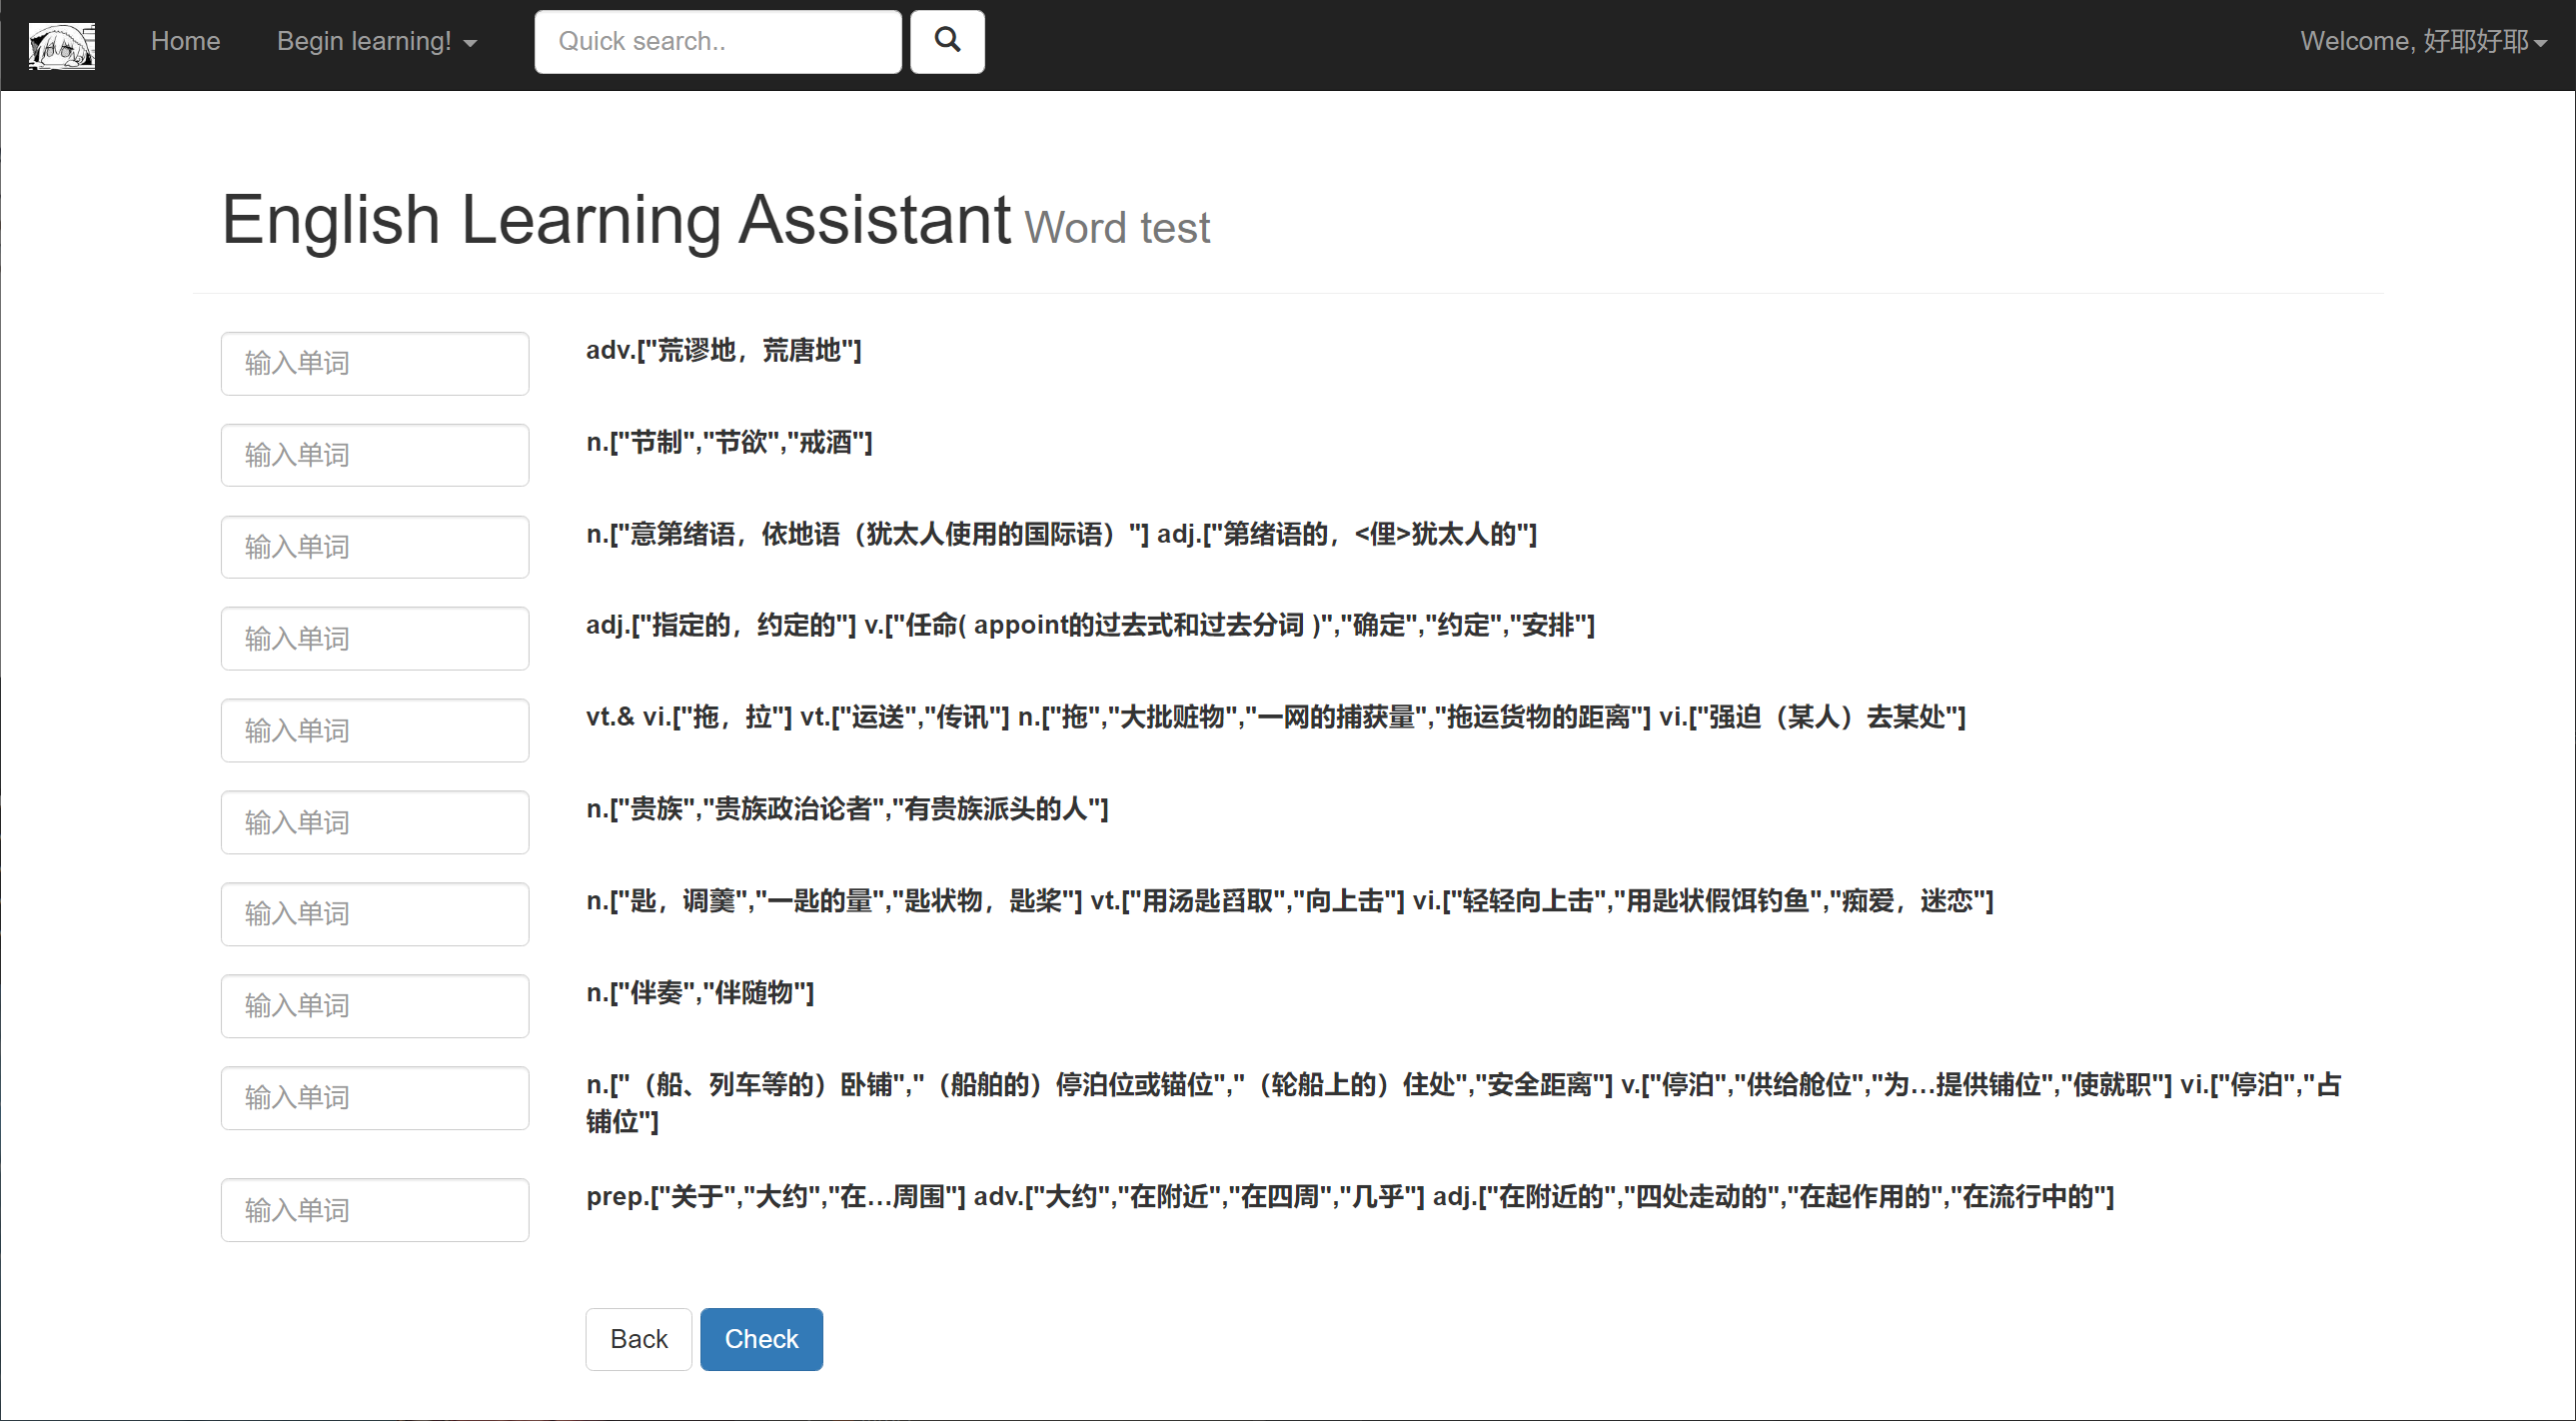 Home Begin learning! Quick search.. Welcome, 好耶好耶
English Learning Assistant Word test
输入单词 adv.["荒谬地，荒唐地"]
输入单词 n.["节制","节欲","戒酒"]
输入单词 n.["意第绪语，依地语（犹太人使用的国际语）"] adj.["第绪语的，<俚>犹太人的"]
输入单词 adj.["指定的，约定的"] v.["任命( appoint的过去式和过去分词 )","确定","约定","安排"]
输入单词 vt.& vi.["拖，拉"] vt.["运送","传讯"] n.["拖","大批赃物","一网的捕获量","拖运货物的距离"] vi.["强迫（某人）去某处"]
输入单词 n.["贵族","贵族政治论者","有贵族派头的人"]
输入单词 n.["匙，调羹","一匙的量","匙状物，匙桨"] vt.["用汤匙舀取","向上击"] vi.["轻轻向上击","用匙状假饵钓鱼","痴爱，迷恋"]
输入单词 n.["伴奏","伴随物"]
输入单词 n.["（船、列车等的）卧铺","（船舶的）停泊位或锚位","（轮船上的）住处","安全距离"] v.["停泊","供给舱位","为…提供铺位","使就职"] vi.["停泊","占
铺位"]
输入单词 prep.["关于","大约","在…周围"] adv.["大约","在附近","在四周","几乎"] adj.["在附近的","四处走动的","在起作用的","在流行中的"]
Back Check